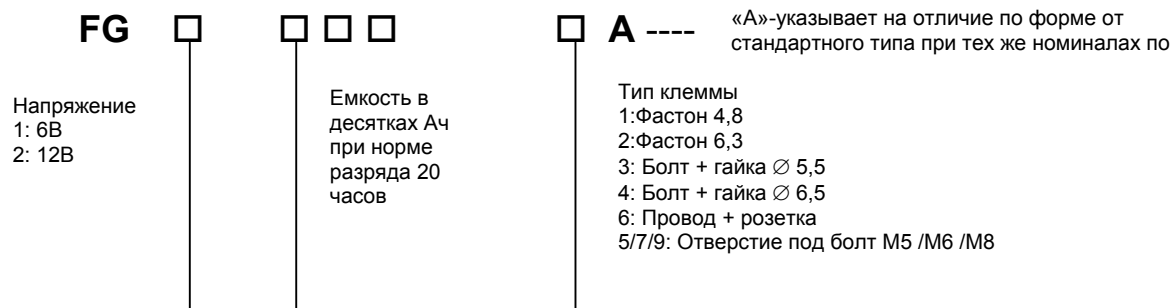 FG □ □ □ □ □ A ----
«А»-указывает на отличие по форме от
стандартного типа при тех же номиналах по
Напряжение
1: 6В
2: 12В
Емкость в
десятках Ач
при норме
разряда 20
часов
Тип клеммы
1:Фастон 4,8
2:Фастон 6,3
3: Болт + гайка ∅ 5,5
4: Болт + гайка ∅ 6,5
6: Провод + розетка
5/7/9: Отверстие под болт М5 /М6 /М8